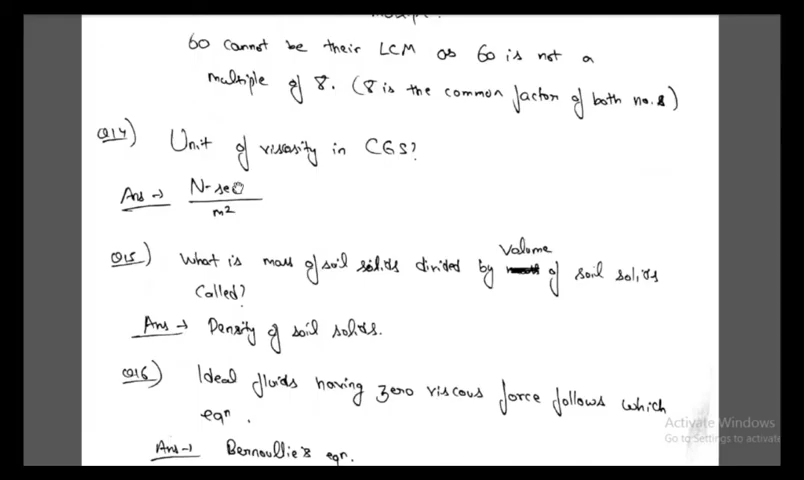 60 cannot be their LCM as 60 is not a
multiple of 8. (8 is the common factor of both no.s)
Q14) Unit of viscosity in CGS?
Ans → N-sec
m²
Q15) What is mass of soil solids divided by Volume of soil solids
called?
Ans → Density of soil solids.
Q16) Ideal fluids having zero viscous force follows which
eqn.
Ans → Bernoullie's eqn.
Activate Windows
Go to Settings to activate